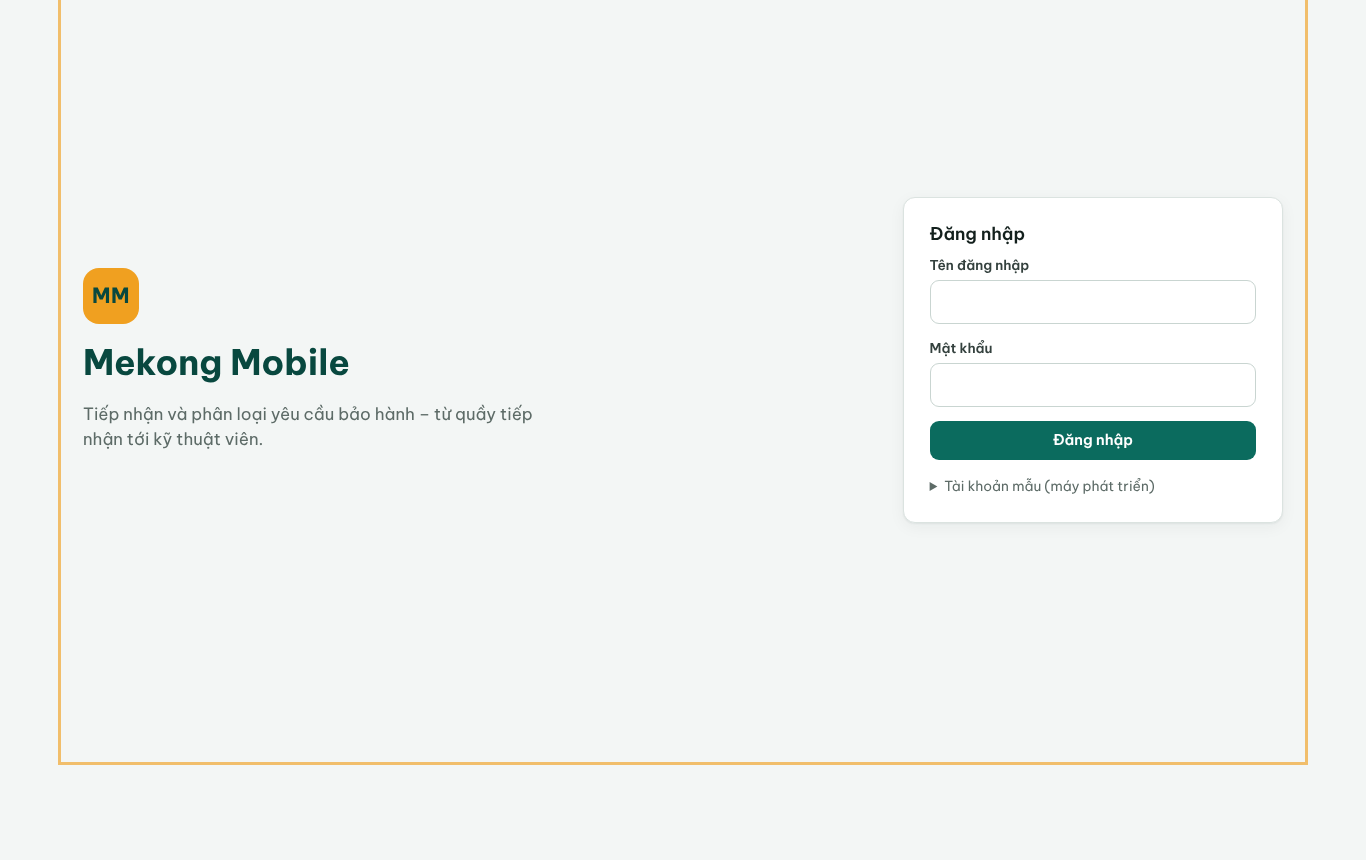 MM
Mekong Mobile
Tiếp nhận và phân loại yêu cầu bảo hành – từ quầy tiếp
nhận tới kỹ thuật viên.
Đăng nhập
Tên đăng nhập
Mật khẩu
Đăng nhập
Tài khoản mẫu (máy phát triển)